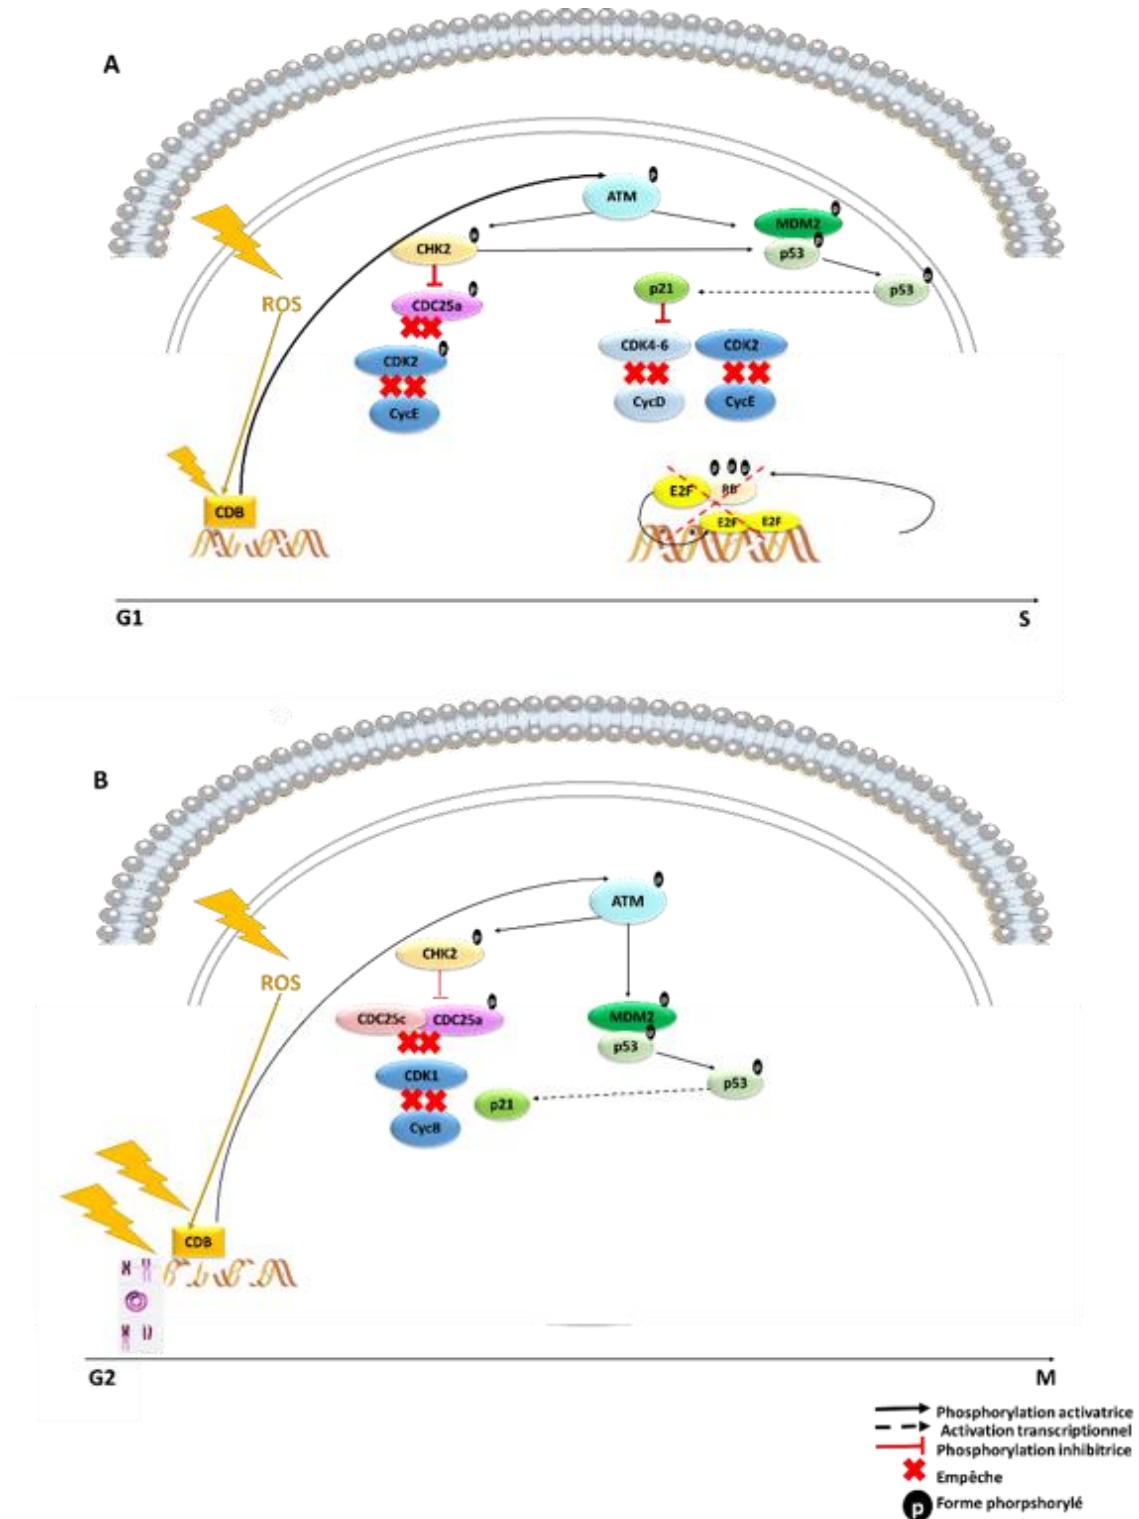 A
P
ATM
P
MDM2
P
P
CHK2
p53
P
ROS
P
CDC25a
p21
p53
CDK2
P
CDK4-6
CDK2
CycE
CycD
CycE
P P P
E2F
RB
CDB
E2F
E2F
G1
S
B
P
ATM
P
CHK2
ROS
P
CDC25c
CDC25a
P
MDM2
P
p53
P
p53
CDK1
p21
CycB
CDB
G2
M
Phosphorylation activatrice
Activation transcriptionnel
Phosphorylation inhibitrice
Empêche
p
Forme phorpshorylé